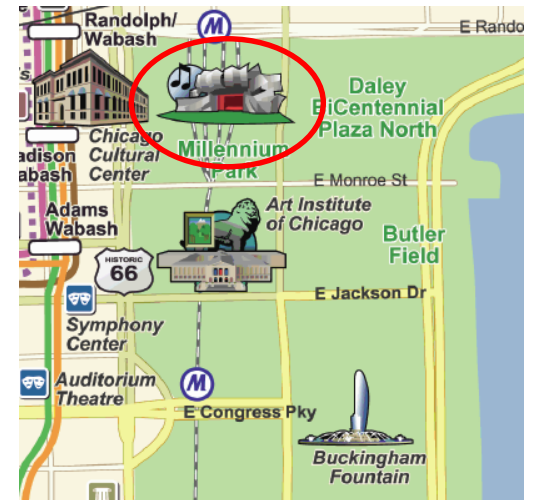 Randolph/
Wabash
M
E Rando
Daley
BiCentennial
Plaza North
Chicago
Cultural
Center
Millennium
Park
adison
abash
E Monroe St
Adams
Wabash
Art Institute
of Chicago
Butler
Field
HISTORIC
66
E Jackson Dr
Symphony
Center
Auditorium
Theatre
M
E Congress Pky
Buckingham
Fountain